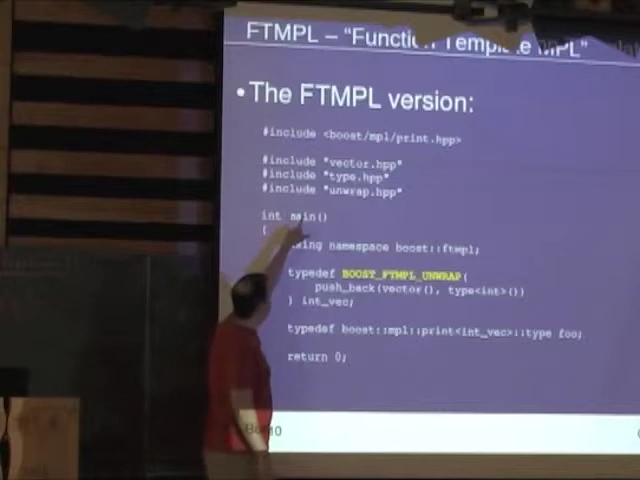 FTMPL – “Function Template MPL”
• The FTMPL version:
#include <boost/mpl/print.hpp>
#include "vector.hpp"
#include "type.hpp"
#include "unwrap.hpp"
int main()
{
using namespace boost::ftmpl;
typedef BOOST_FTMPL_UNWRAP(
push_back(vector(), type<int>())
) int_vec;
typedef boost::mpl::print<int_vec>::type foo;
return 0;